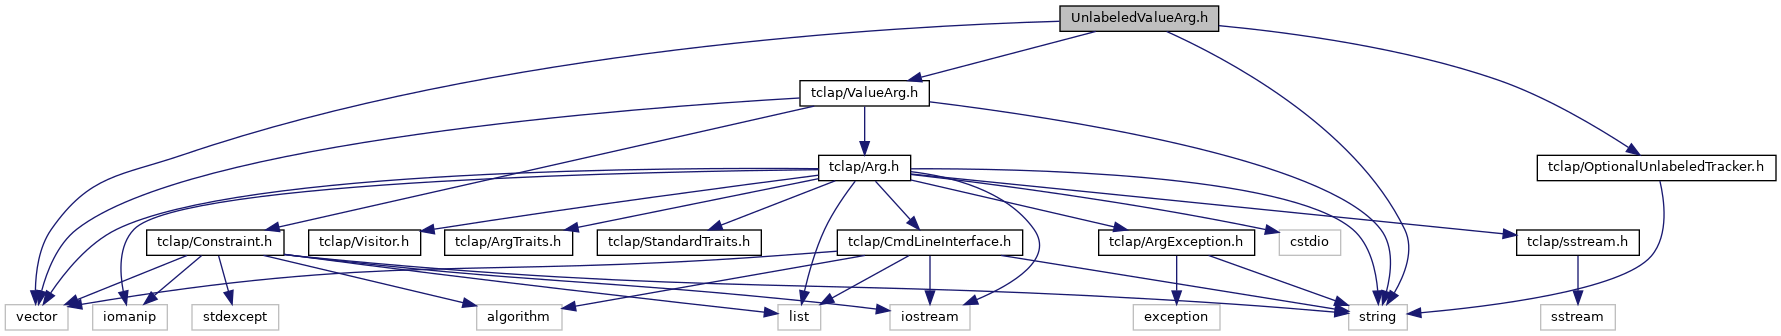 UnlabeledValueArg.h
tclap/ValueArg.h
tclap/Arg.h
tclap/OptionalUnlabeledTracker.h
tclap/Constraint.h
tclap/Visitor.h
tclap/ArgTraits.h
tclap/StandardTraits.h
tclap/CmdLineInterface.h
tclap/ArgException.h
cstdio
tclap/sstream.h
vector
iomanip
stdexcept
algorithm
list
iostream
exception
string
sstream